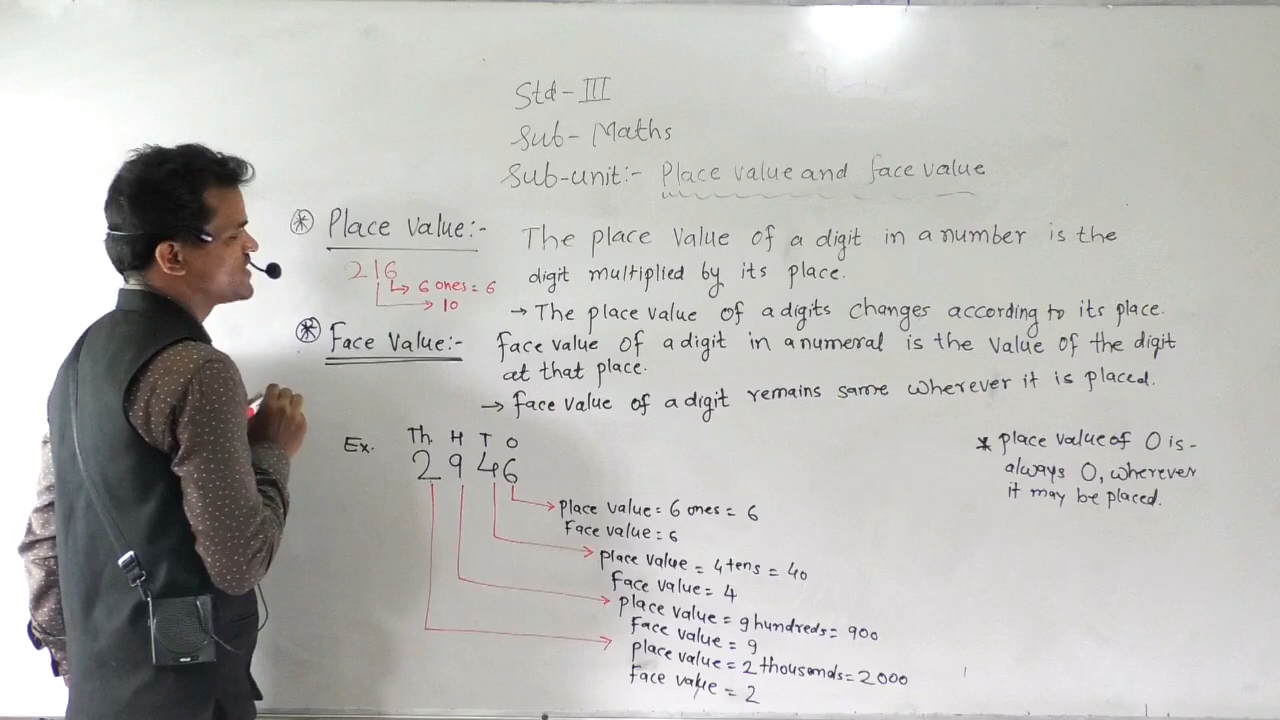 Std-III
Sub- Maths
Sub-unit:- Place value and face value
* Place Value:- The place value of a digit in a number is the
digit multiplied by its place.
216
6 ones = 6
10
→ The place value of a digits changes according to its place.
* Face Value:- face value of a digit in a numeral is the value of the digit
at that place.
→ face value of a digit remains same wherever it is placed.
Ex. Th. H T O
2 9 4 6
place value = 6 ones = 6
Face value = 6
place value = 4 tens = 40
Face value = 4
place value = 9 hundreds = 900
Face value = 9
place value = 2 thousands = 2000
Face value = 2
* place value of 0 is -
always 0, wherever
it may be placed.